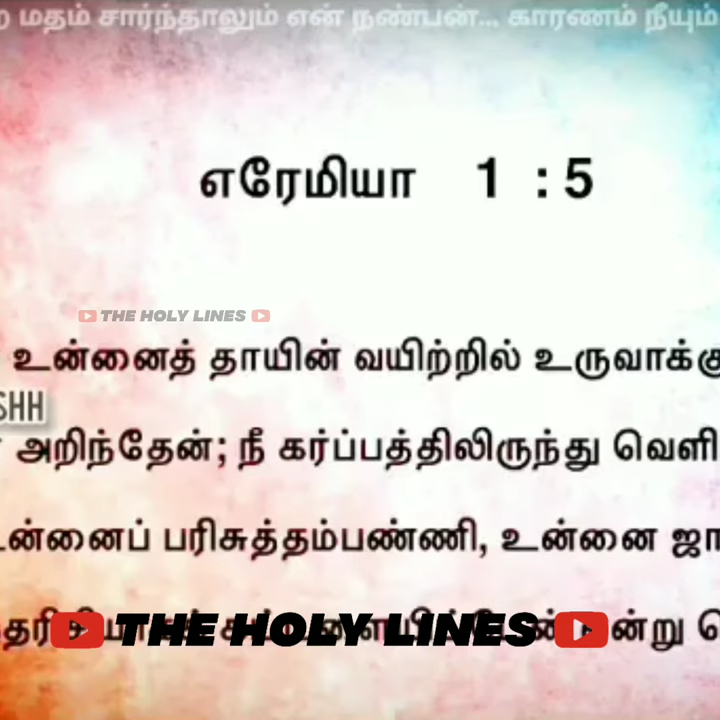 மதம் சார்ந்தாலும் என் நண்பன்... காரணம் நீயும்
எரேமியா 1 : 5
THE HOLY LINES
உன்னைத் தாயின் வயிற்றில் உருவாக்கு
SHH
அறிந்தேன்; நீ கர்ப்பத்திலிருந்து வெளி
உன்னைப் பரிசுத்தம்பண்ணி, உன்னை ஜா
THE HOLY LINES